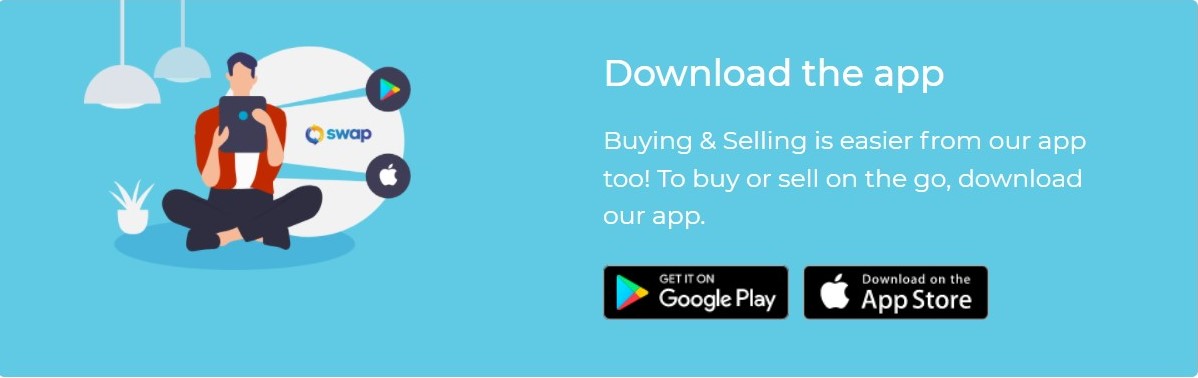 swap
Download the app
Buying & Selling is easier from our app
too! To buy or sell on the go, download
our app.
GET IT ON
Google Play
Download on the
App Store